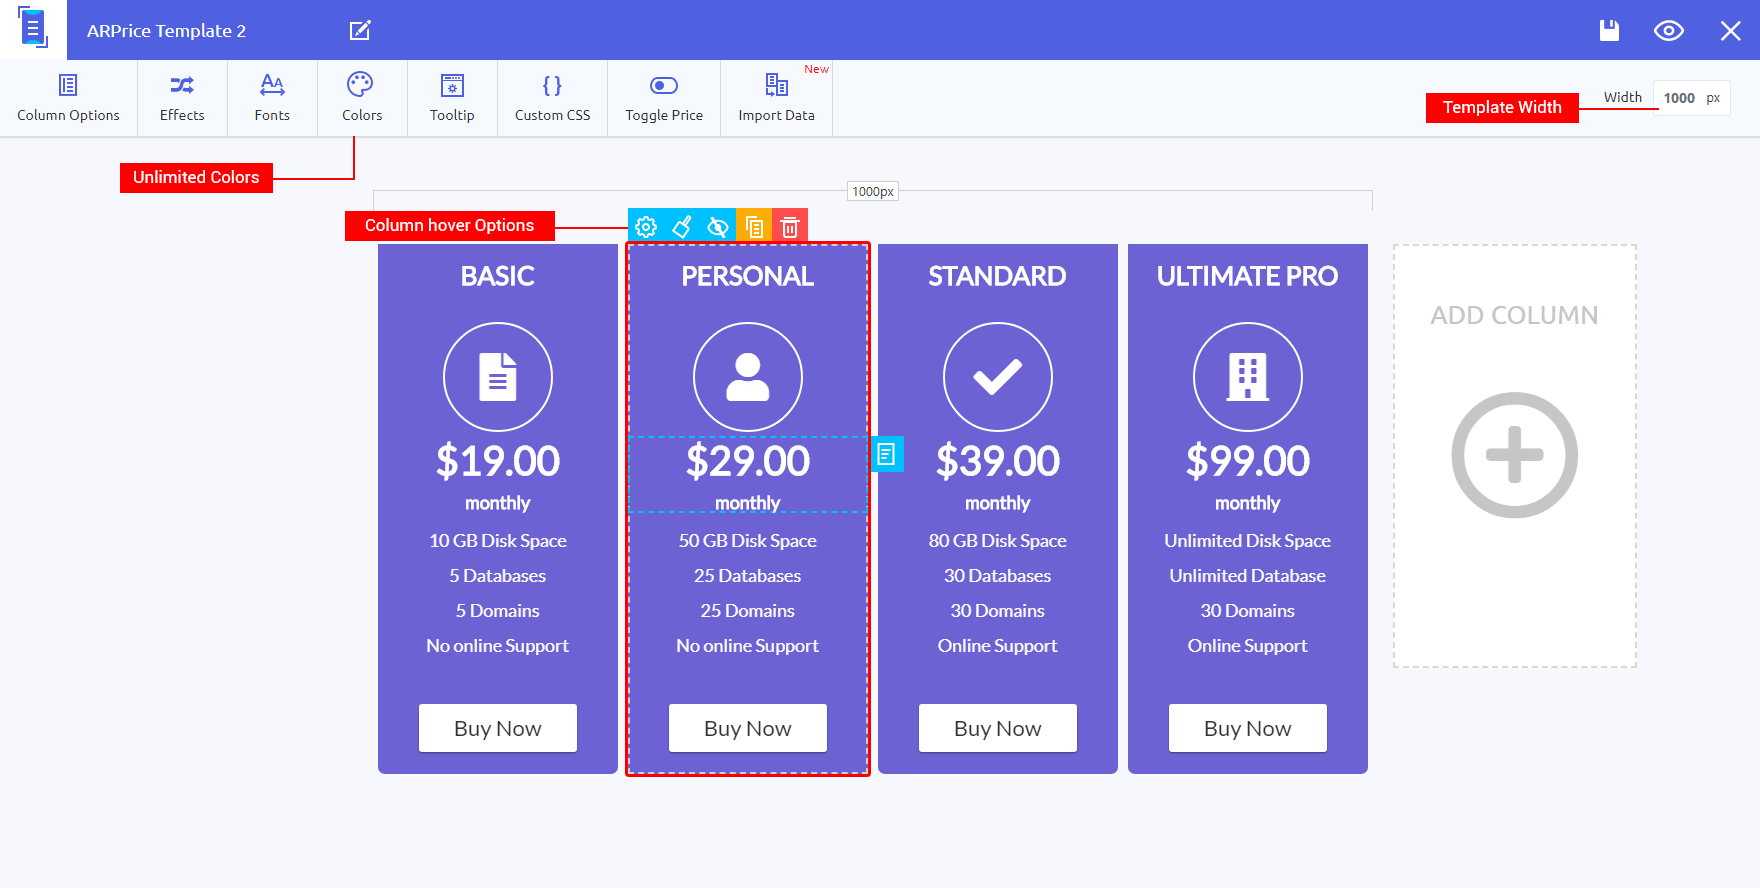 ARPrice Template 2
New
Column Options
Effects
Fonts
Colors
Tooltip
Custom CSS
Toggle Price
Import Data
Template Width
Width 1000 px
Unlimited Colors
1000px
Column hover Options
BASIC
$19.00
monthly
10 GB Disk Space
5 Databases
5 Domains
No online Support
Buy Now
PERSONAL
$29.00
monthly
50 GB Disk Space
25 Databases
25 Domains
No online Support
Buy Now
STANDARD
$39.00
monthly
80 GB Disk Space
30 Databases
30 Domains
Online Support
Buy Now
ULTIMATE PRO
$99.00
monthly
Unlimited Disk Space
Unlimited Database
30 Domains
Online Support
Buy Now
ADD COLUMN